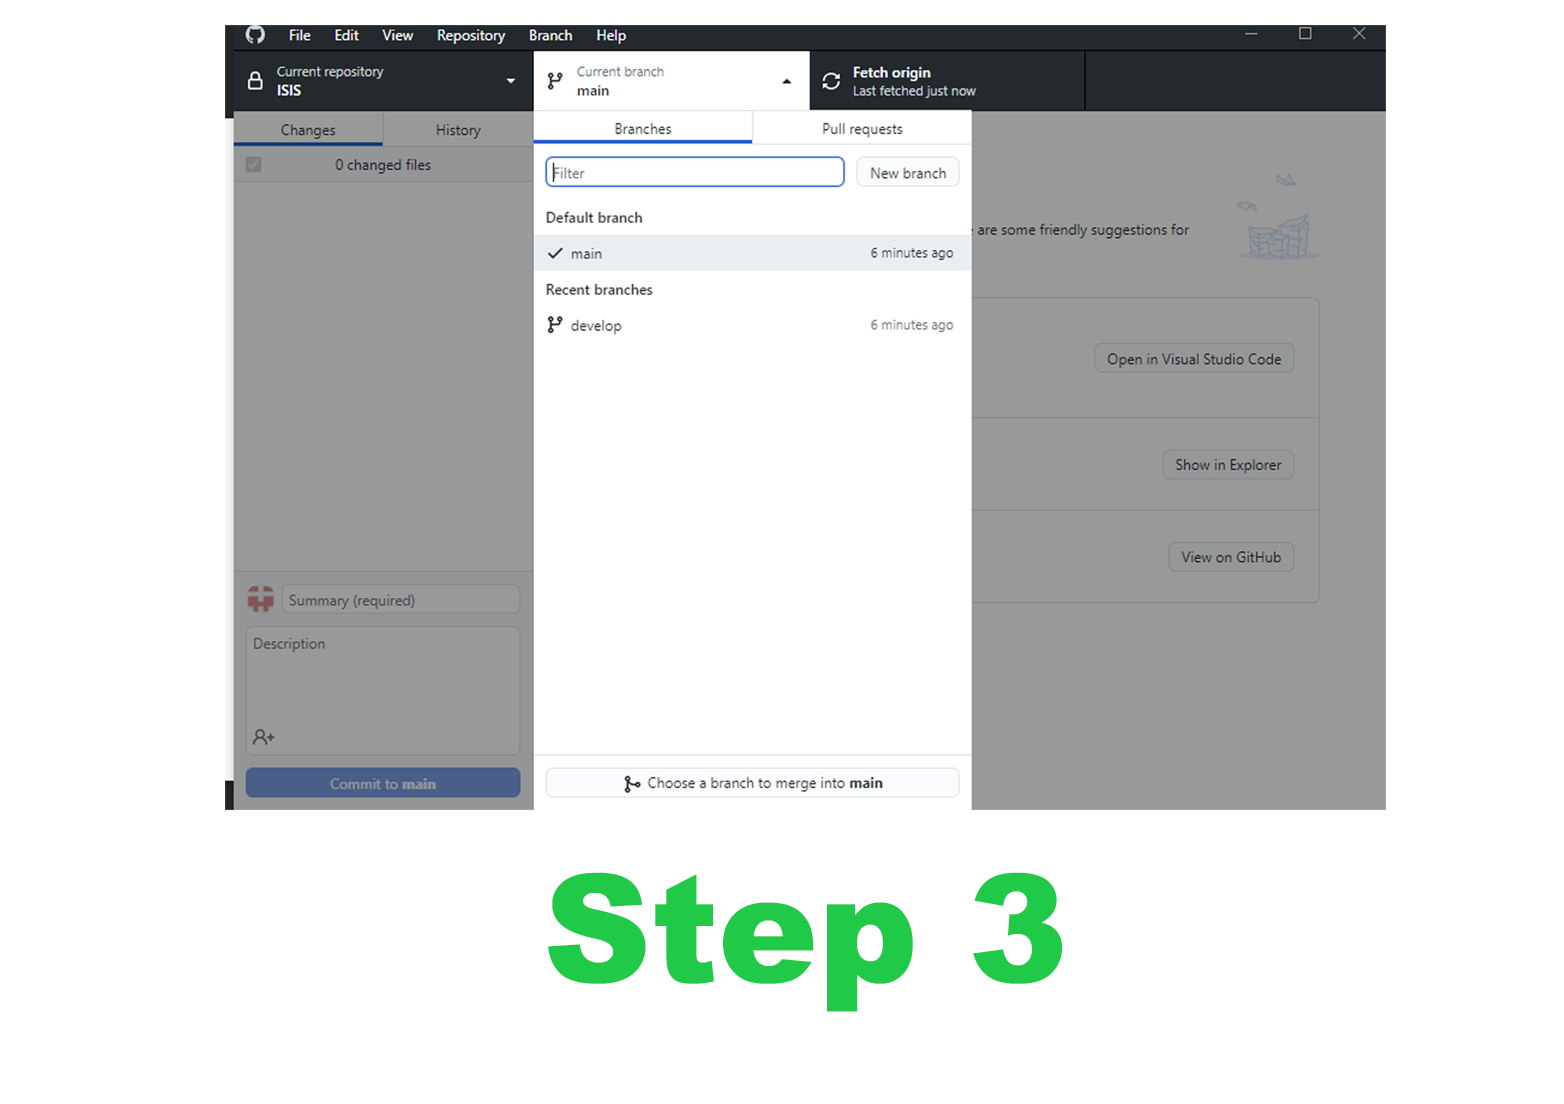 File Edit View Repository Branch Help
Current repository
ISIS
Current branch
main
Fetch origin
Last fetched just now
Changes History
0 changed files
Branches Pull requests
Filter New branch
Default branch
main 6 minutes ago
Recent branches
develop 6 minutes ago
are some friendly suggestions for
Open in Visual Studio Code
Show in Explorer
View on GitHub
Summary (required)
Description
Commit to main
Choose a branch to merge into main
Step 3